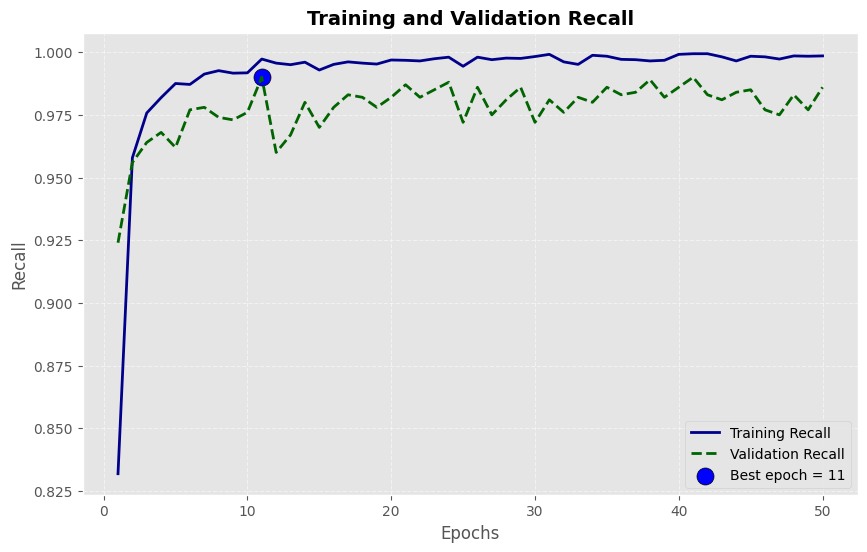 Training and Validation Recall
1.000
0.975
0.950
0.925
0.900
0.875
0.850
0.825
Recall
0
10
20
30
40
50
Epochs
Training Recall
Validation Recall
Best epoch = 11